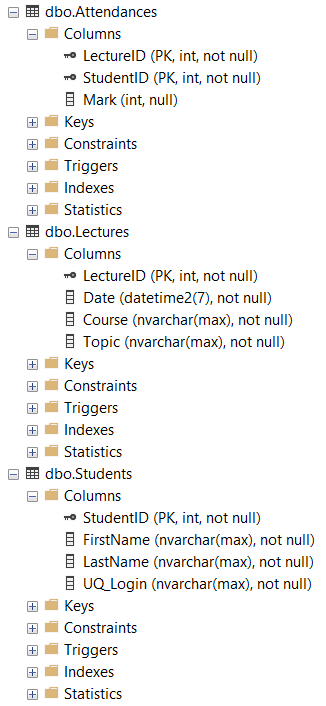 dbo.Attendances
Columns
LectureID (PK, int, not null)
StudentID (PK, int, not null)
Mark (int, null)
Keys
Constraints
Triggers
Indexes
Statistics
dbo.Lectures
Columns
LectureID (PK, int, not null)
Date (datetime2(7), not null)
Course (nvarchar(max), not null)
Topic (nvarchar(max), not null)
Keys
Constraints
Triggers
Indexes
Statistics
dbo.Students
Columns
StudentID (PK, int, not null)
FirstName (nvarchar(max), not null)
LastName (nvarchar(max), not null)
UQ_Login (nvarchar(max), not null)
Keys
Constraints
Triggers
Indexes
Statistics